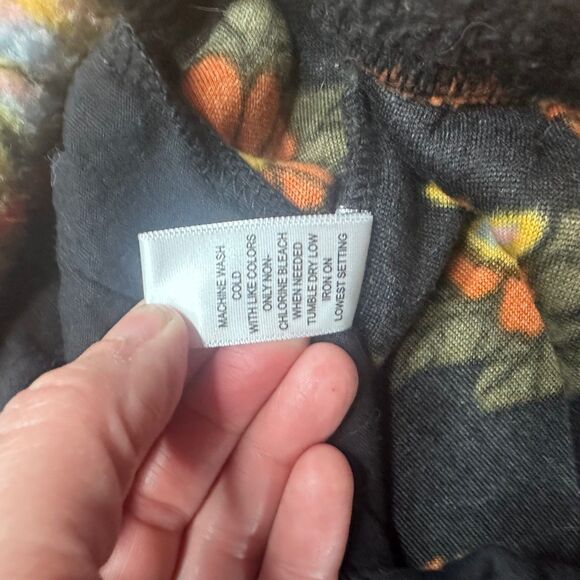 MACHINE WASH
COLD
WITH LIKE COLORS
ONLY NON-
CHLORINE BLEACH
WHEN NEEDED
TUMBLE DRY LOW
IRON ON
LOWEST SETTING